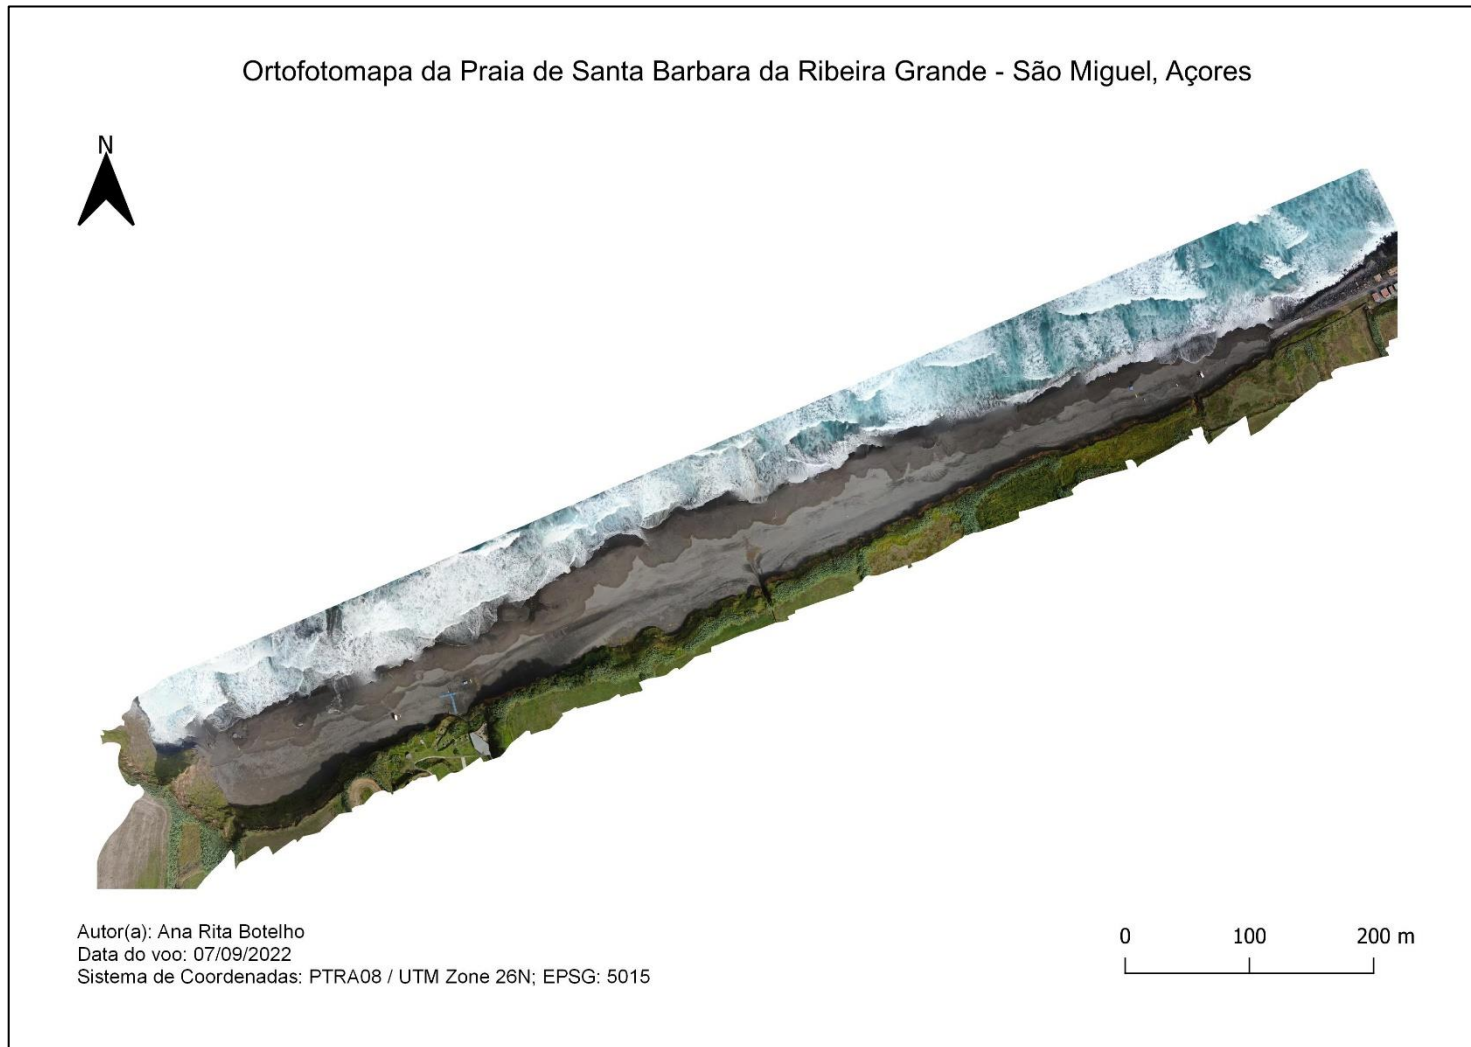 Ortofotomapa da Praia de Santa Barbara da Ribeira Grande - São Miguel, Açores
N
Autor(a): Ana Rita Botelho
Data do voo: 07/09/2022
Sistema de Coordenadas: PTRA08 / UTM Zone 26N; EPSG: 5015
0 100 200 m